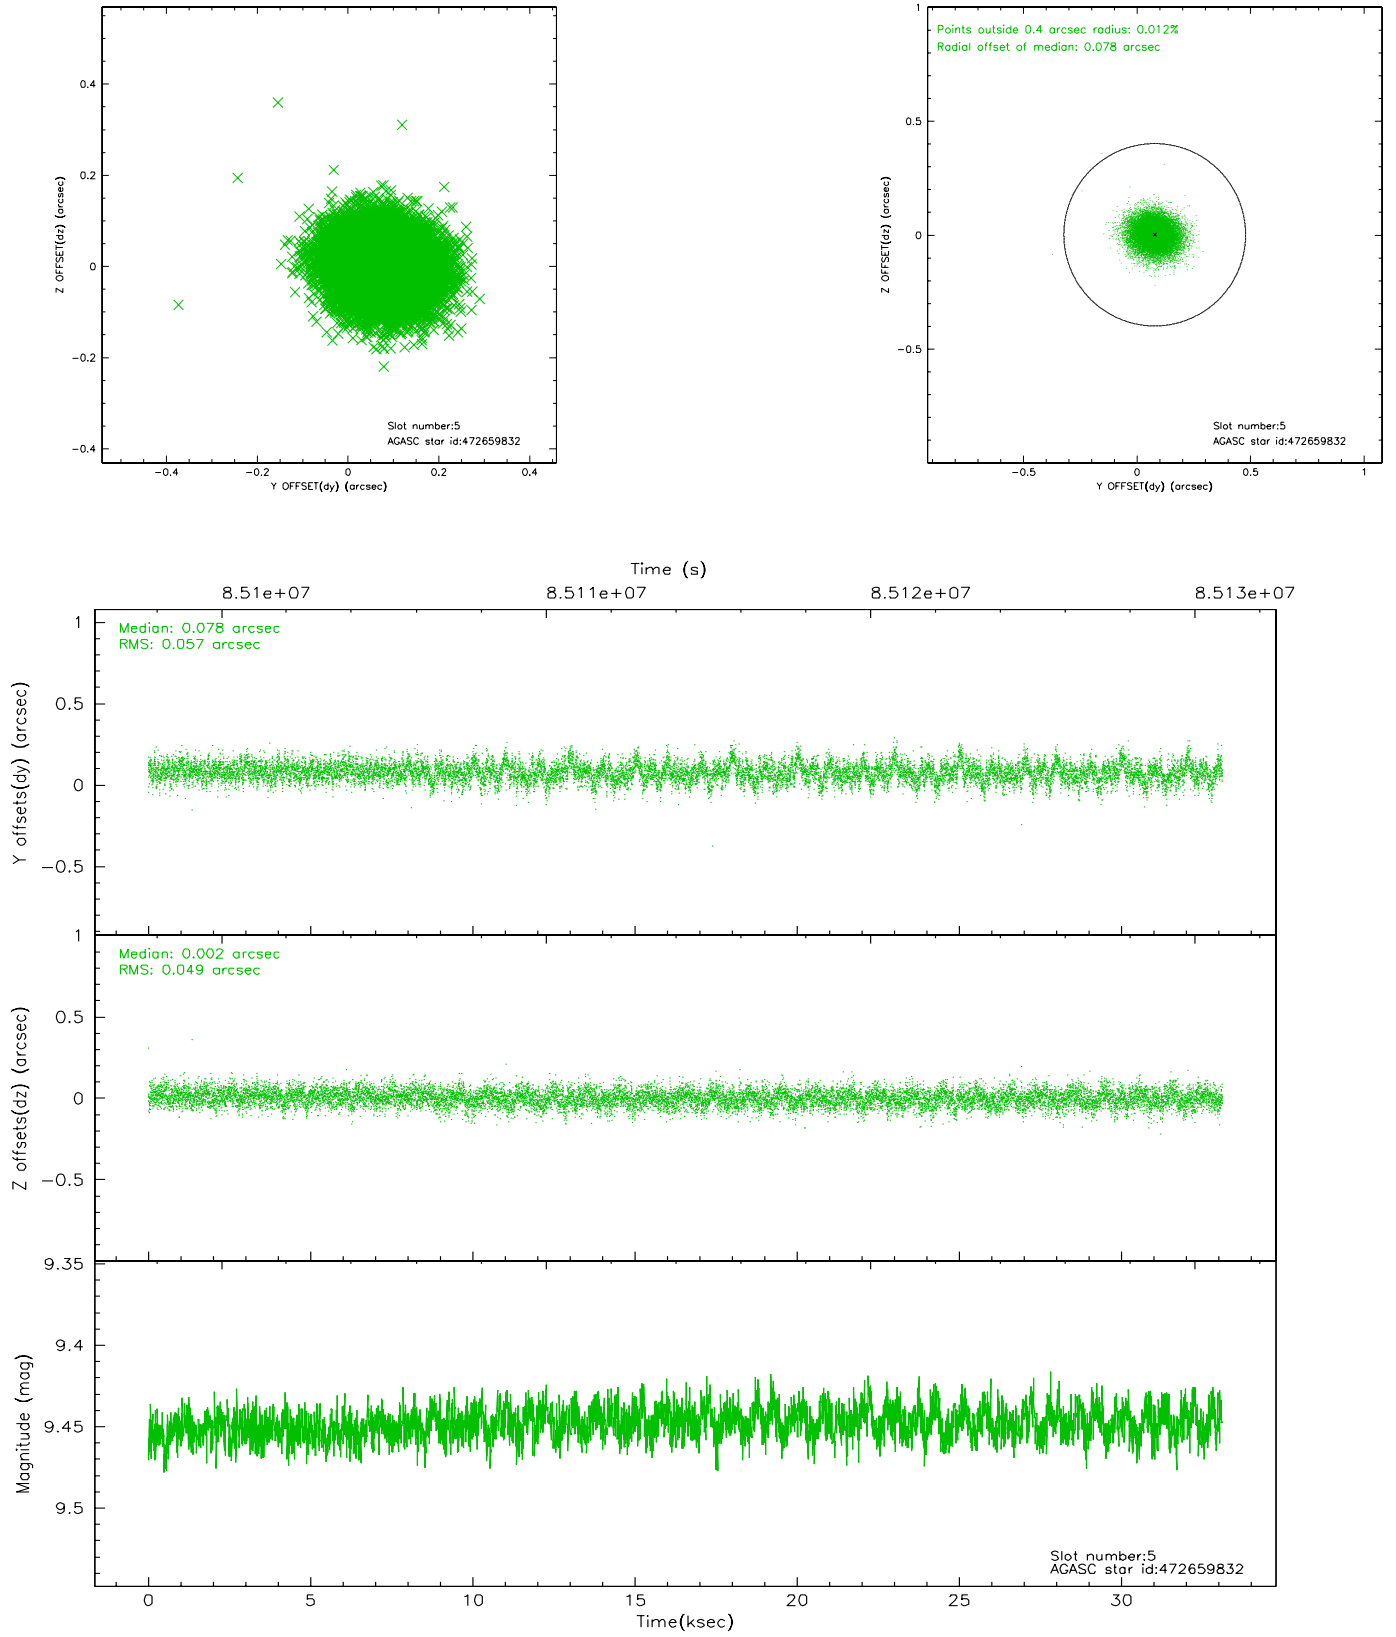 0.4
0.2
0
−0.2
−0.4
Z OFFSET(dz) (arcsec)
Slot number:5
AGASC star id:472659832
−0.4
−0.2
0
0.2
0.4
Y OFFSET(dy) (arcsec)
1
0.5
0
−0.5
Z OFFSET(dz) (arcsec)
Points outside 0.4 arcsec radius: 0.012%
Radial offset of median: 0.078 arcsec
Slot number:5
AGASC star id:472659832
−0.5
0
0.5
1
Y OFFSET(dy) (arcsec)
Time (s)
8.51e+07
8.511e+07
8.512e+07
8.513e+07
Median: 0.078 arcsec
RMS: 0.057 arcsec
1
0.5
0
−0.5
Y offsets(dy) (arcsec)
Median: 0.002 arcsec
RMS: 0.049 arcsec
1
0.5
0
−0.5
Z offsets(dz) (arcsec)
9.35
9.4
9.45
9.5
Magnitude (mag)
Slot number:5
AGASC star id:472659832
0
5
10
15
20
25
30
Time(ksec)